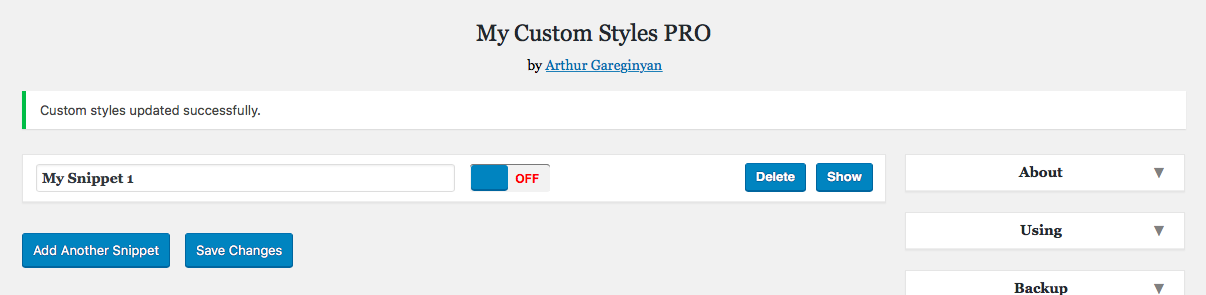 My Custom Styles PRO
by Arthur Gareginyan
Custom styles updated successfully.
My Snippet 1
OFF
Delete
Show
Add Another Snippet
Save Changes
About
Using
Backup